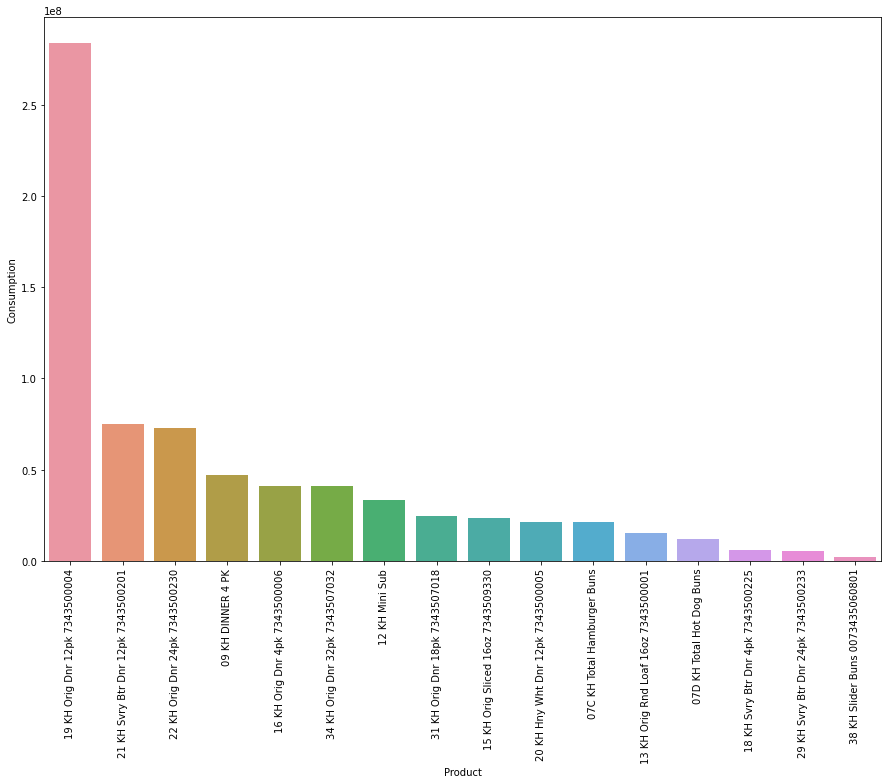 1e8
2.5
2.0
1.5
1.0
0.5
0.0
Consumption
19 KH Orig Dnr 12pk 7343500004
21 KH Svry Btr Dnr 12pk 7343500201
22 KH Orig Dnr 24pk 7343500230
09 KH DINNER 4 PK
16 KH Orig Dnr 4pk 7343500006
34 KH Orig Dnr 32pk 7343507032
12 KH Mini Sub
31 KH Orig Dnr 18pk 7343507018
15 KH Orig Sliced 16oz 7343509330
20 KH Hny Wht Dnr 12pk 7343500005
07C KH Total Hamburger Buns
13 KH Orig Rnd Loaf 16oz 7343500001
07D KH Total Hot Dog Buns
18 KH Svry Btr Dnr 4pk 7343500225
29 KH Svry Btr Dnr 24pk 7343500233
38 KH Slider Buns 0073435060801
Product